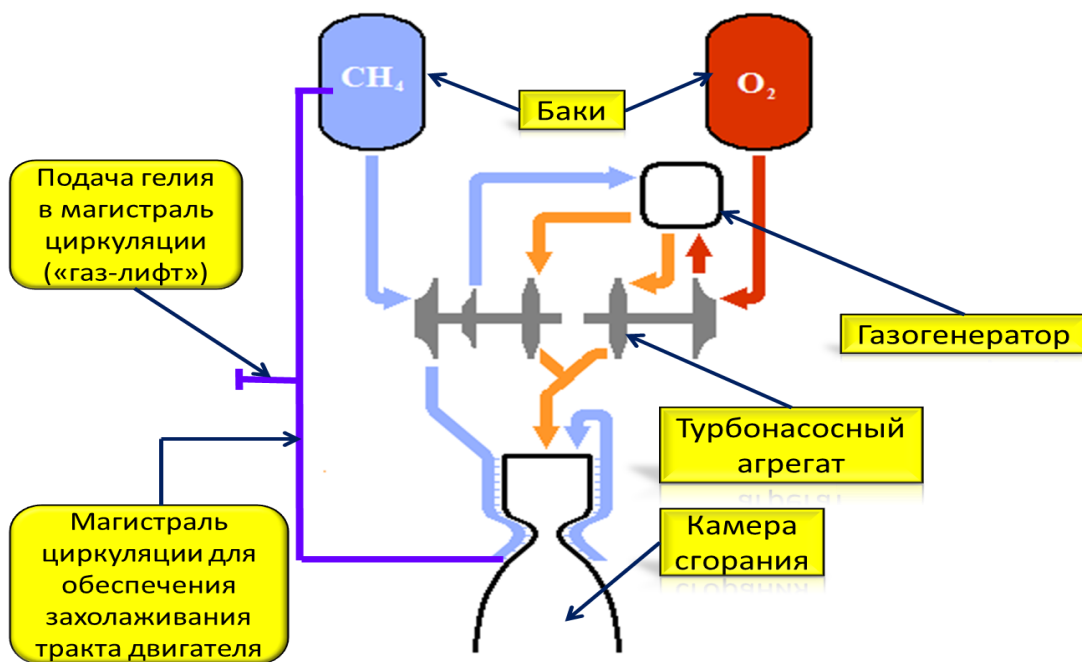 CH₄
O₂
Баки
Подача гелия
в магистраль
циркуляции
(«газ-лифт»)
Газогенератор
Турбонасосный
агрегат
Магистраль
циркуляции для
обеспечения
захолаживания
тракта двигателя
Камера
сгорания